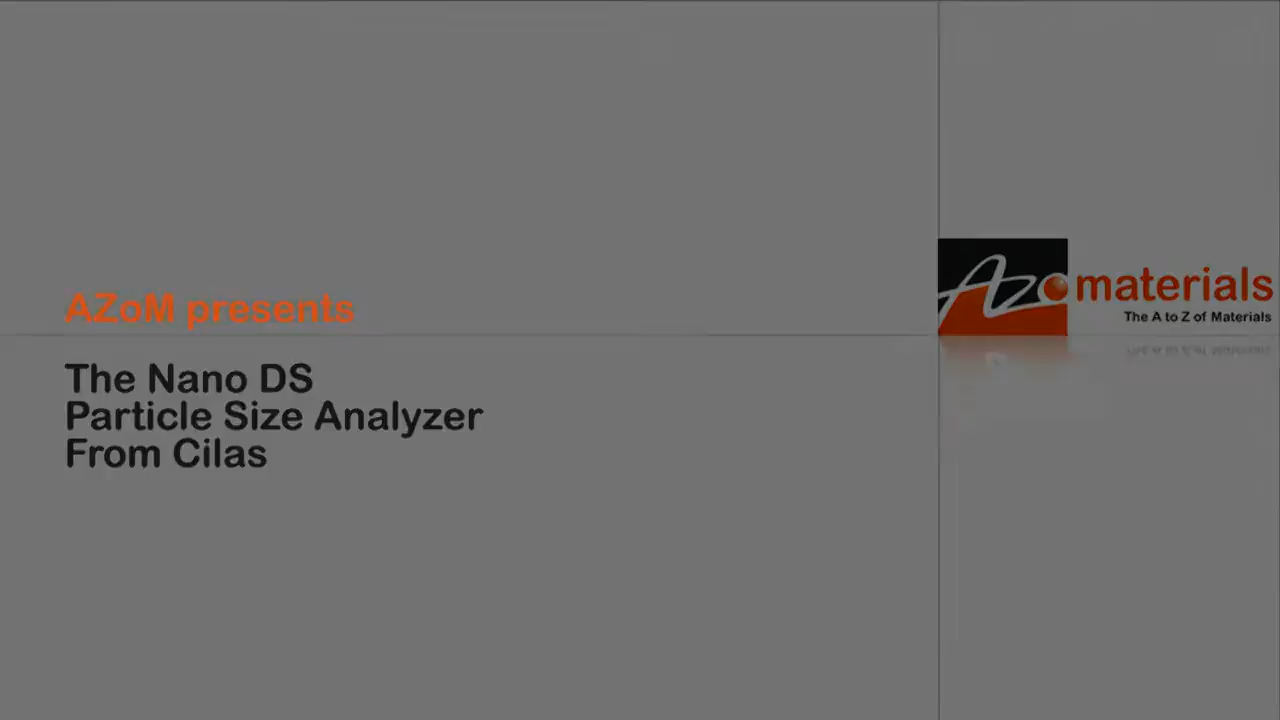 AZoM presents
The Nano DS
Particle Size Analyzer
From Cilas
AZo materials
The A to Z of Materials